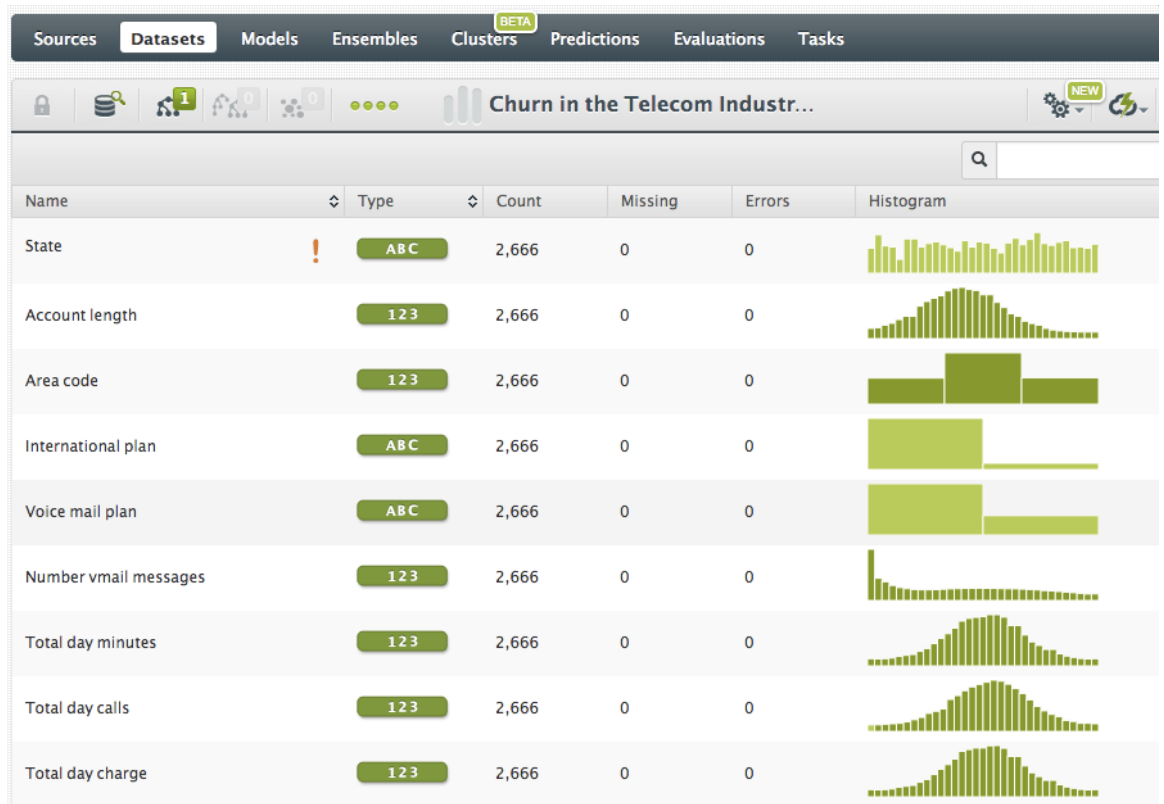 BETA
Sources Datasets Models Ensembles Clusters Predictions Evaluations Tasks
1 0 0 Churn in the Telecom Industr... NEW
Name Type Count Missing Errors Histogram
State ! ABC 2,666 0 0
Account length 123 2,666 0 0
Area code 123 2,666 0 0
International plan ABC 2,666 0 0
Voice mail plan ABC 2,666 0 0
Number vmail messages 123 2,666 0 0
Total day minutes 123 2,666 0 0
Total day calls 123 2,666 0 0
Total day charge 123 2,666 0 0